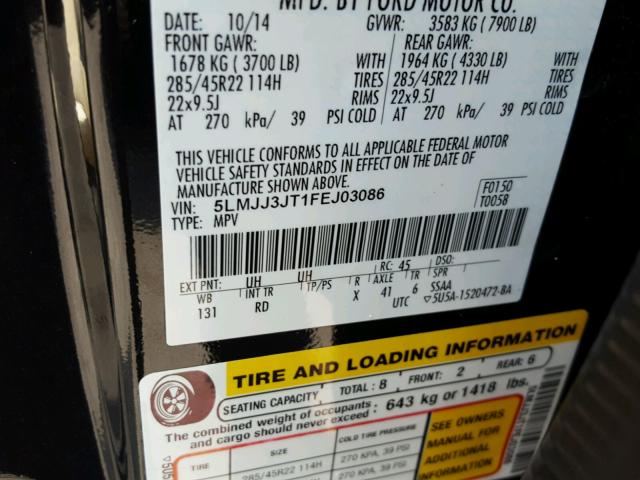 MFD. BY FORD MOTOR CO.
DATE: 10/14 GVWR: 3583 KG ( 7900 LB)
FRONT GAWR: REAR GAWR:
1678 KG ( 3700 LB) WITH 1964 KG ( 4330 LB) WITH
285/45R22 114H TIRES 285/45R22 114H TIRES
22x9.5J RIMS 22x9.5J RIMS
AT 270 kPa/ 39 PSI COLD AT 270 kPa/ 39 PSI COLD
THIS VEHICLE CONFORMS TO ALL APPLICABLE FEDERAL MOTOR
VEHICLE SAFETY STANDARDS IN EFFECT ON THE DATE OF
MANUFACTURE SHOWN ABOVE.
VIN: 5LMJJ3JT1FEJ03086 F0150
TYPE: MPV T0058
EXT PNT: UH UH RC: 45 DSO:
WB INT TR TP/PS R AXLE TR SPR
131 RD X 41 6 SSAA
UTC ▽5U5A-1520472-BA
TIRE AND LOADING INFORMATION
SEATING CAPACITY TOTAL: 8 FRONT: 2 REAR: 6
The combined weight of occupants
and cargo should never exceed 643 kg or 1418 lbs.
TIRE SIZE COLD TIRE PRESSURE SEE OWNERS
MANUAL FOR
ADDITIONAL
INFORMATION
285/45R22 114H 270 KPA, 39 PSI